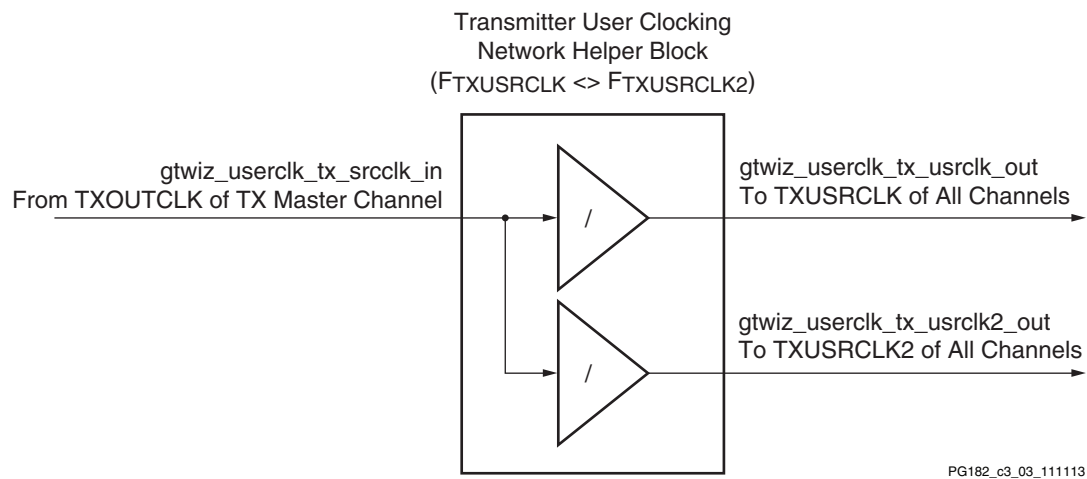 Transmitter User Clocking
Network Helper Block
(FTXUSRCLK <> FTXUSRCLK2)
gtwiz_userclk_tx_srcclk_in
From TXOUTCLK of TX Master Channel
/
gtwiz_userclk_tx_usrclk_out
To TXUSRCLK of All Channels
/
gtwiz_userclk_tx_usrclk2_out
To TXUSRCLK2 of All Channels
PG182_c3_03_111113